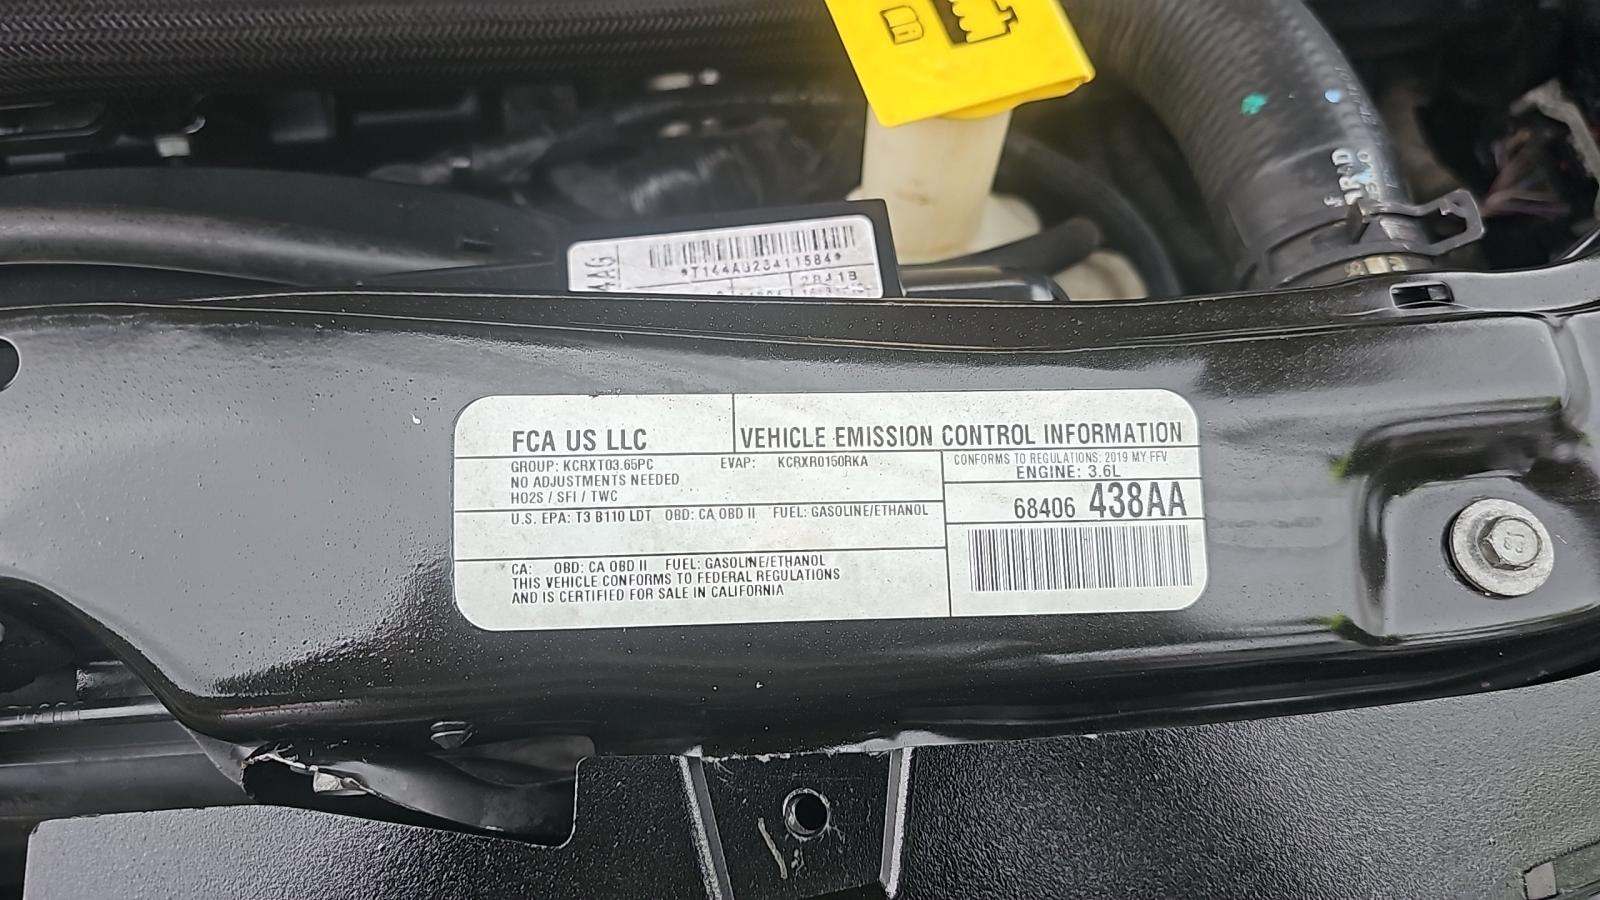 4AG
*T144AU23411584*
2B41B
FCA US LLC
VEHICLE EMISSION CONTROL INFORMATION
GROUP: KCRXT03.65PC
EVAP: KCRXR0150RKA
NO ADJUSTMENTS NEEDED
HO2S / SFI / TWC
CONFORMS TO REGULATIONS: 2019 MY FFV
ENGINE: 3.6L
68406 438AA
U.S. EPA: T3 B110 LDT OBD: CA OBD II FUEL: GASOLINE/ETHANOL
CA: OBD: CA OBD II FUEL: GASOLINE/ETHANOL
THIS VEHICLE CONFORMS TO FEDERAL REGULATIONS
AND IS CERTIFIED FOR SALE IN CALIFORNIA